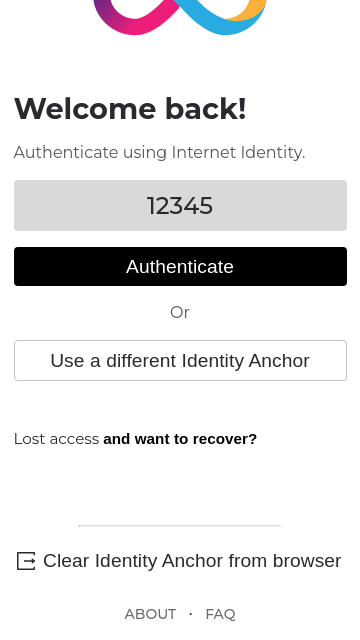 Welcome back!
Authenticate using Internet Identity.
12345
Authenticate
Or
Use a different Identity Anchor
Lost access and want to recover?
Clear Identity Anchor from browser
ABOUT · FAQ